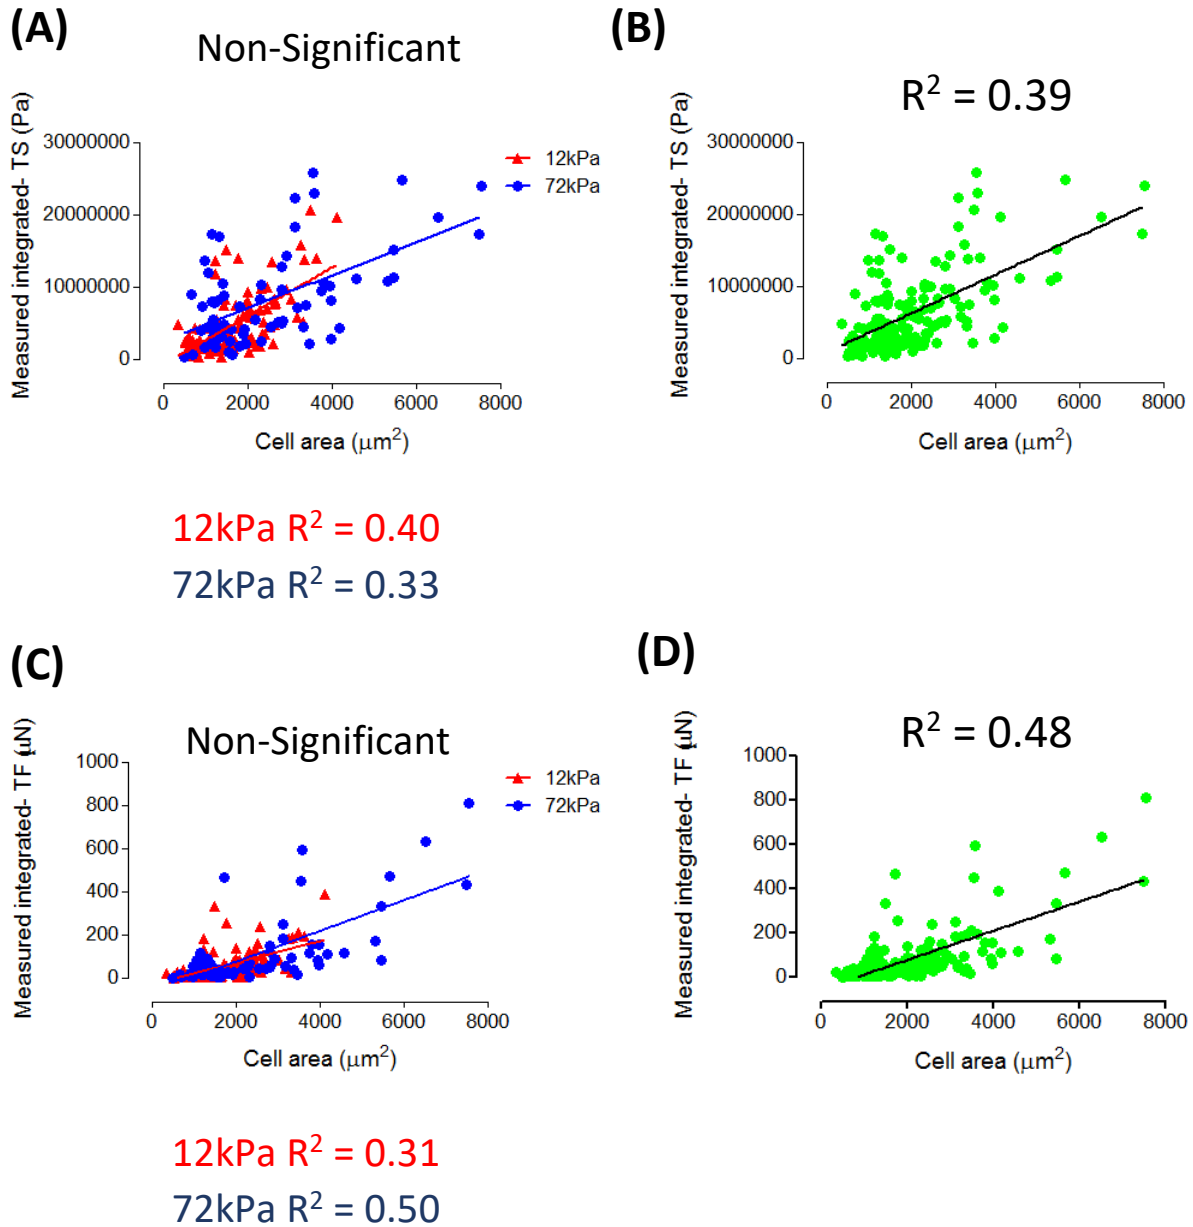 (A)
Non-Significant
Measured integrated- TS (Pa)
30000000
20000000
10000000
0
0 2000 4000 6000 8000
Cell area (μm²)
12kPa
72kPa
12kPa R² = 0.40
72kPa R² = 0.33
(B)
R² = 0.39
Measured integrated- TS (Pa)
30000000
20000000
10000000
0
0 2000 4000 6000 8000
Cell area (μm²)
(C)
Non-Significant
Measured integrated- TF (μN)
1000
800
600
400
200
0
0 2000 4000 6000 8000
Cell area (μm²)
12kPa
72kPa
12kPa R² = 0.31
72kPa R² = 0.50
(D)
R² = 0.48
Measured integrated- TF (μN)
1000
800
600
400
200
0
0 2000 4000 6000 8000
Cell area (μm²)